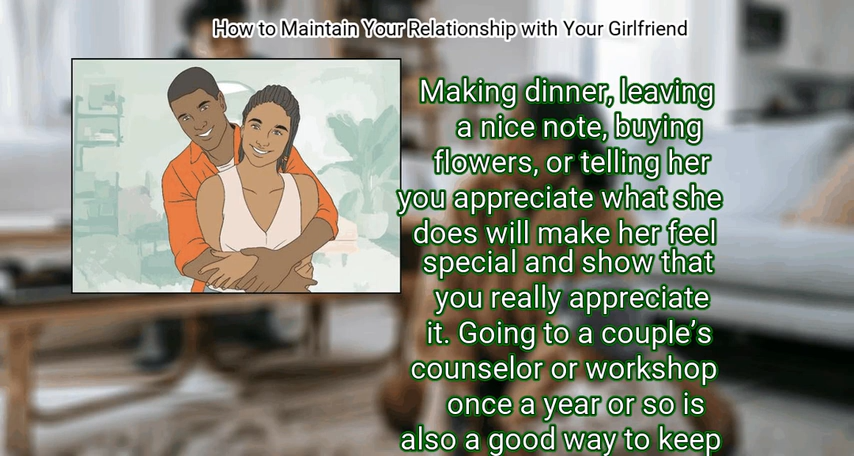 How to Maintain Your Relationship with Your Girlfriend
Making dinner, leaving
a nice note, buying
flowers, or telling her
you appreciate what she
does will make her feel
special and show that
you really appreciate
it. Going to a couple’s
counselor or workshop
once a year or so is
also a good way to keep